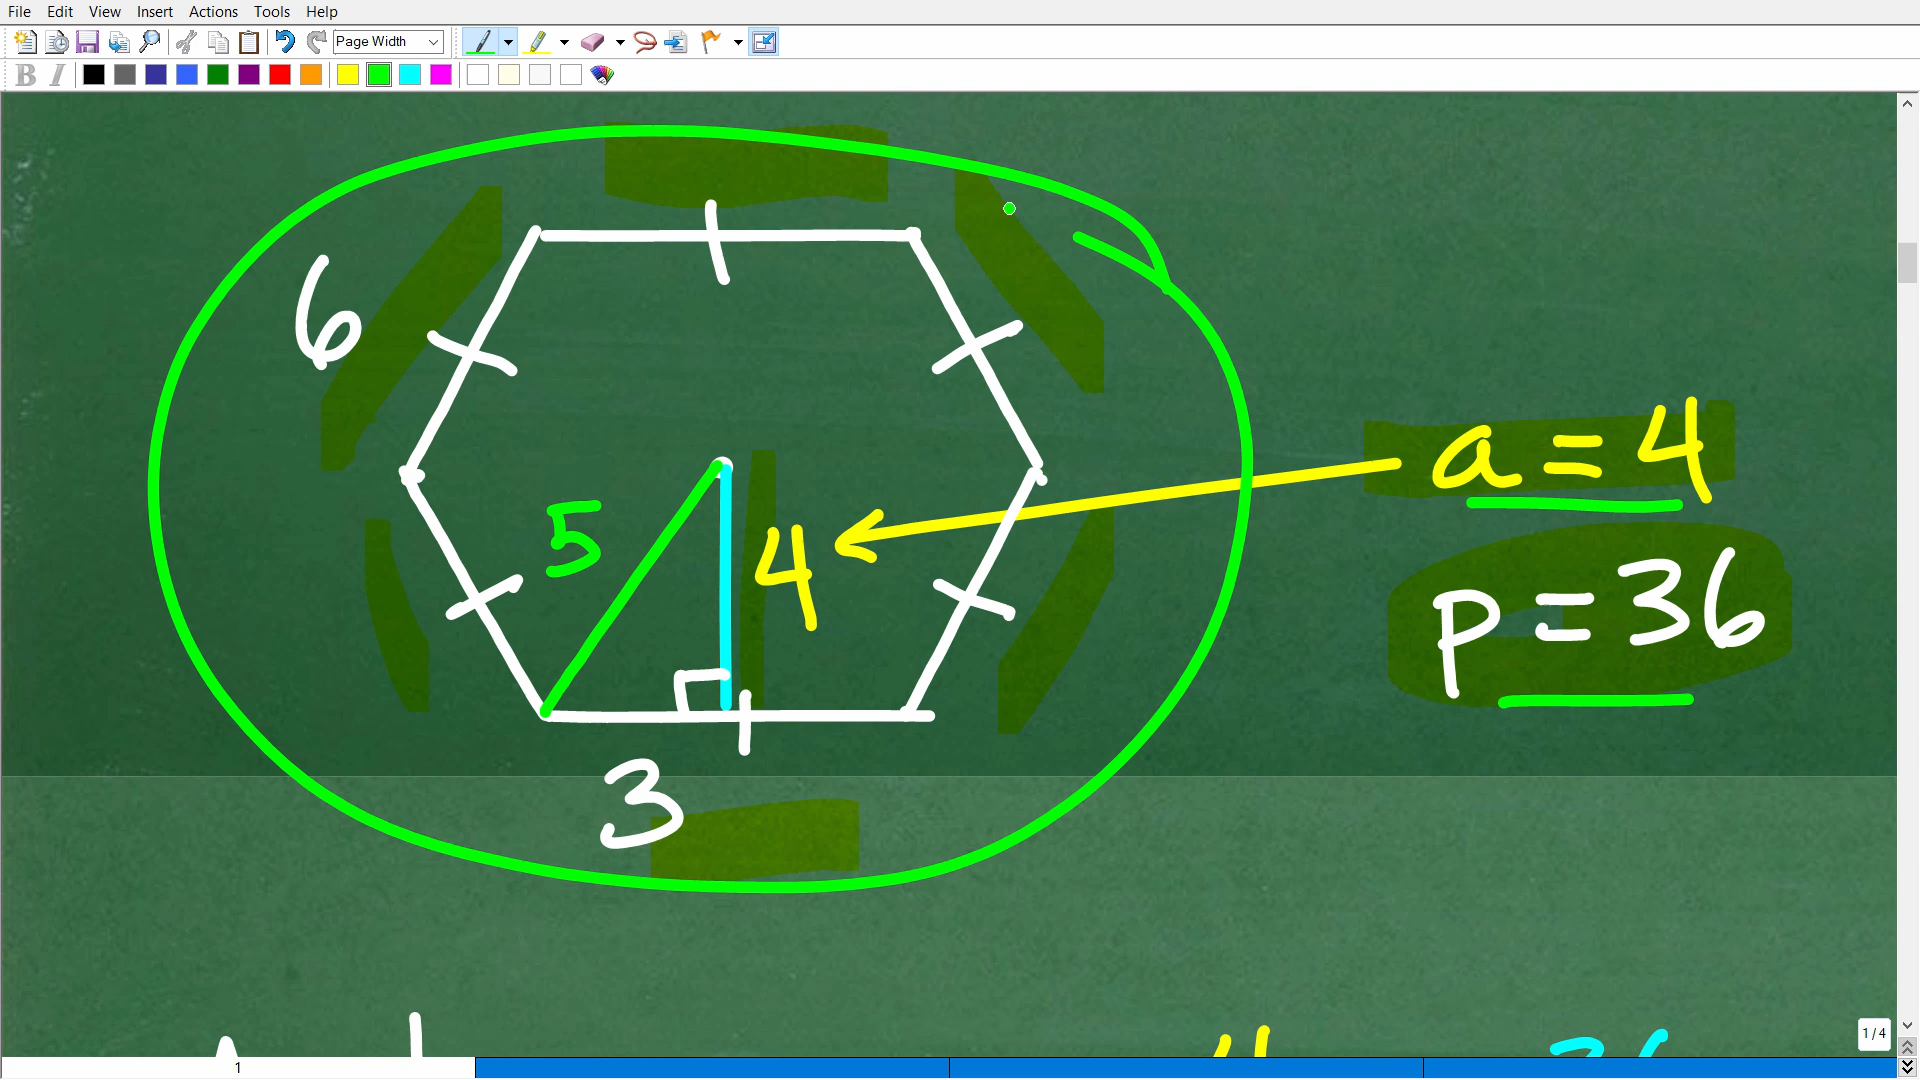 File Edit View Insert Actions Tools Help
Page Width
B I
6
5
4
3
a = 4
p = 36
1 / 4
1